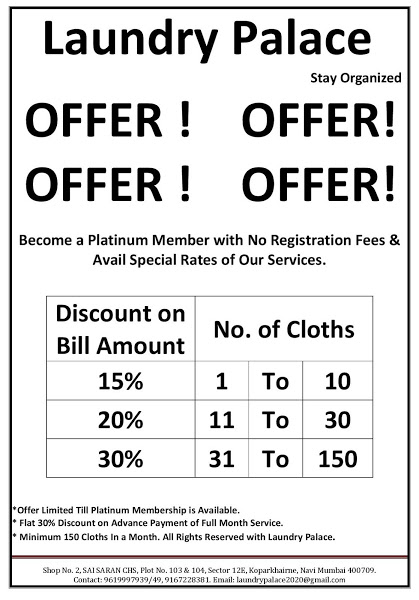 Laundry Palace
Stay Organized
OFFER ! OFFER!
OFFER ! OFFER!
Become a Platinum Member with No Registration Fees &
Avail Special Rates of Our Services.
Discount on
Bill Amount
No. of Cloths
15% 1 To 10
20% 11 To 30
30% 31 To 150
*Offer Limited Till Platinum Membership is Available.
* Flat 30% Discount on Advance Payment of Full Month Service.
* Minimum 150 Cloths In a Month. All Rights Reserved with Laundry Palace.
Shop No. 2, SAI SARAN CHS, Plot No. 103 & 104, Sector 12E, Koparkhairne, Navi Mumbai 400709.
Contact: 9619997939/49, 9167228381. Email: laundrypalace2020@gmail.com